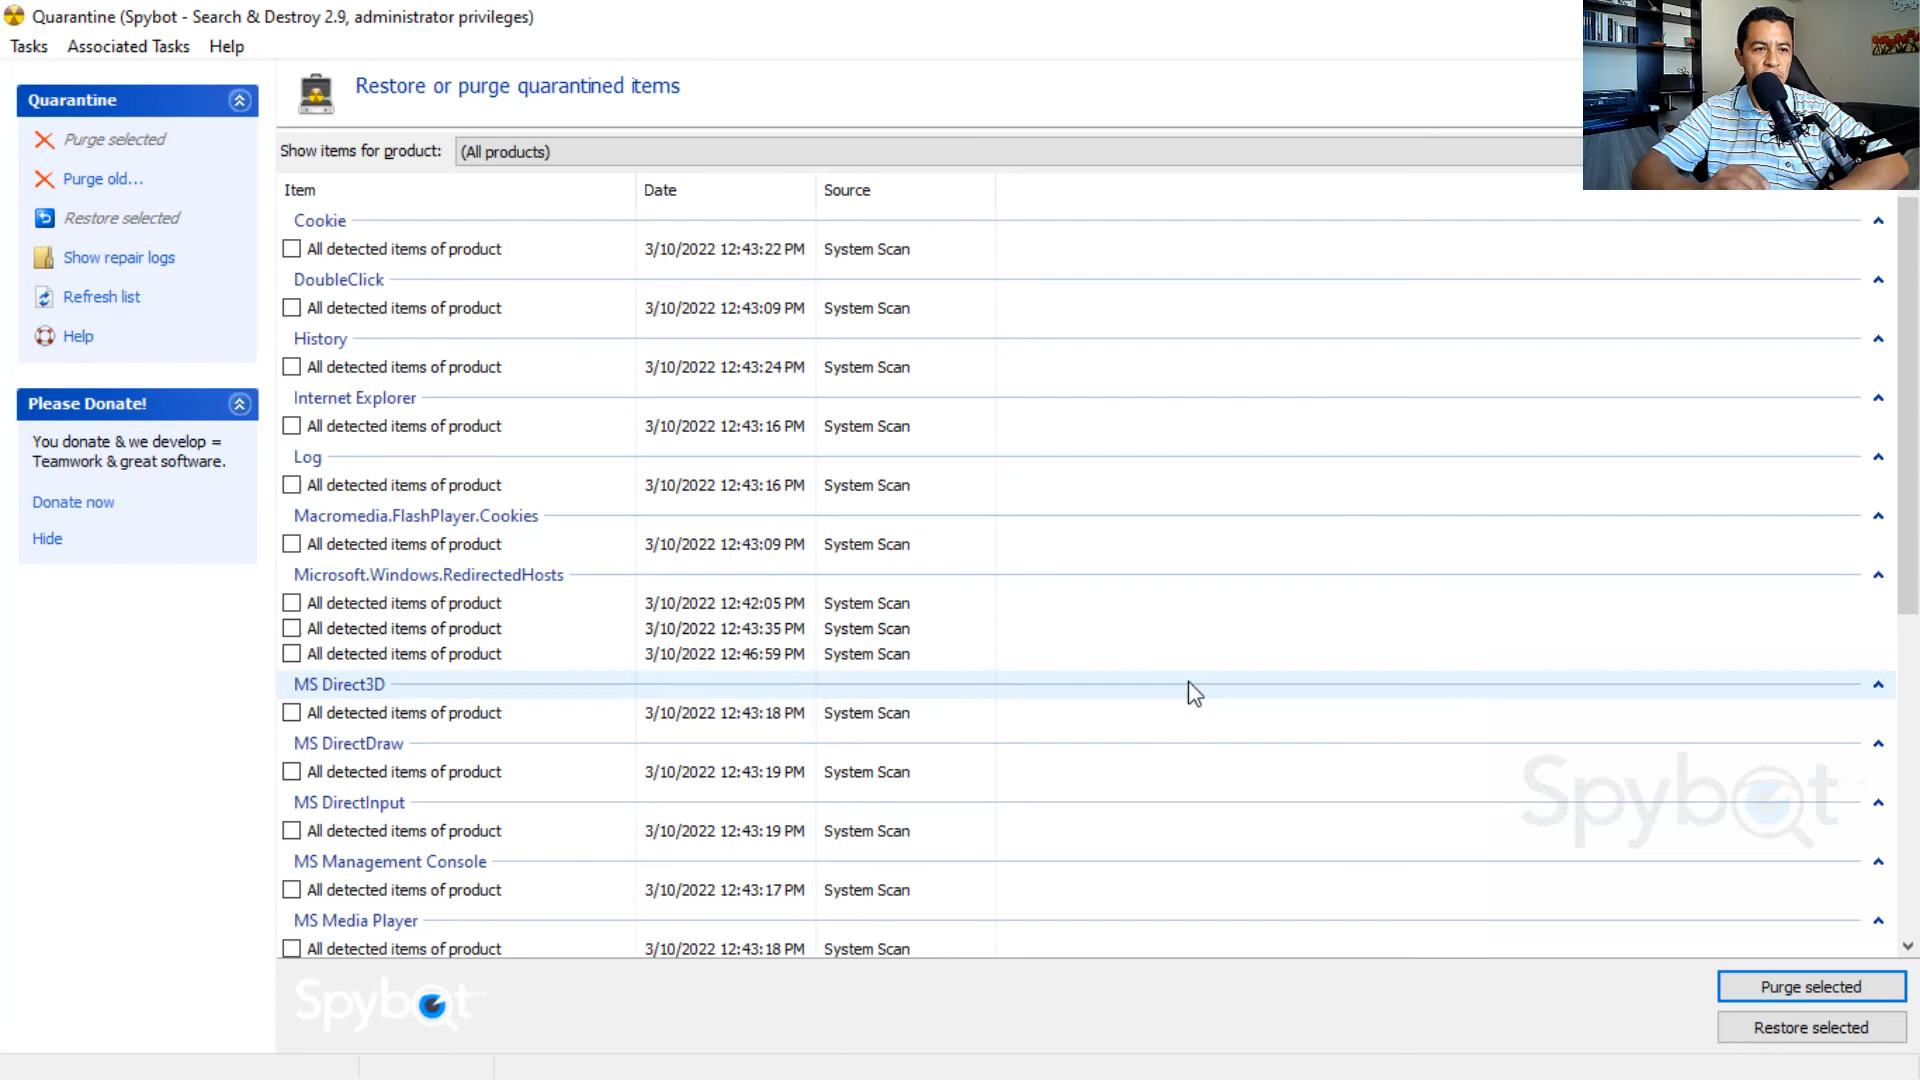 Quarantine (Spybot - Search & Destroy 2.9, administrator privileges)
Tasks Associated Tasks Help
Quarantine
Purge selected
Purge old...
Restore selected
Show repair logs
Refresh list
Help
Please Donate!
You donate & we develop =
Teamwork & great software.
Donate now
Hide
Restore or purge quarantined items
Show items for product: (All products)
Item Date Source
Cookie
All detected items of product 3/10/2022 12:43:22 PM System Scan
DoubleClick
All detected items of product 3/10/2022 12:43:09 PM System Scan
History
All detected items of product 3/10/2022 12:43:24 PM System Scan
Internet Explorer
All detected items of product 3/10/2022 12:43:16 PM System Scan
Log
All detected items of product 3/10/2022 12:43:16 PM System Scan
Macromedia.FlashPlayer.Cookies
All detected items of product 3/10/2022 12:43:09 PM System Scan
Microsoft.Windows.RedirectedHosts
All detected items of product 3/10/2022 12:42:05 PM System Scan
All detected items of product 3/10/2022 12:43:35 PM System Scan
All detected items of product 3/10/2022 12:46:59 PM System Scan
MS Direct3D
All detected items of product 3/10/2022 12:43:18 PM System Scan
MS DirectDraw
All detected items of product 3/10/2022 12:43:19 PM System Scan
MS DirectInput
All detected items of product 3/10/2022 12:43:19 PM System Scan
MS Management Console
All detected items of product 3/10/2022 12:43:17 PM System Scan
MS Media Player
All detected items of product 3/10/2022 12:43:18 PM System Scan
Spybot
Spybot
Purge selected
Restore selected